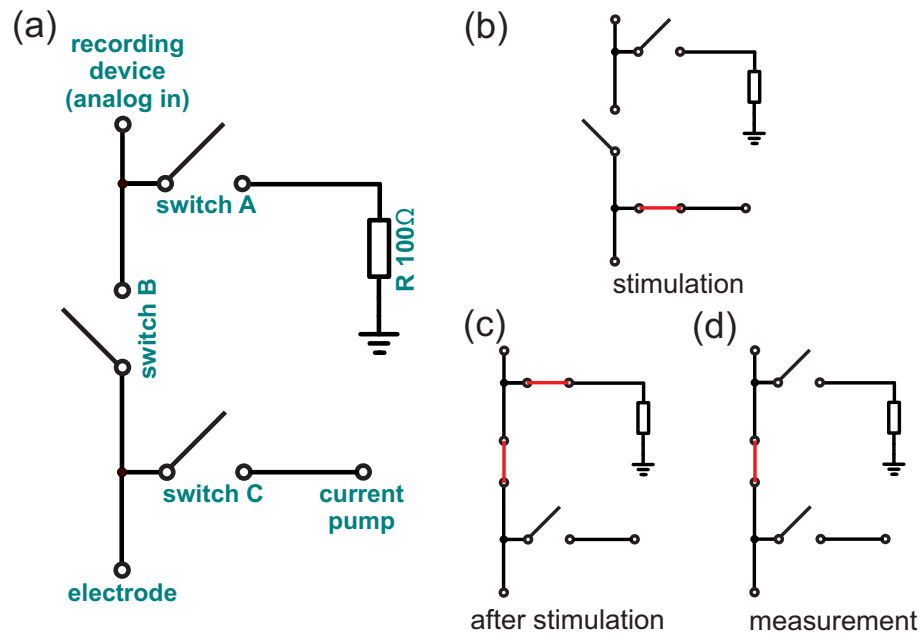 (a)
recording
device
(analog in)
switch A
R 100Ω
switch B
switch C
current
pump
electrode
(b)
stimulation
(c)
after stimulation
(d)
measurement